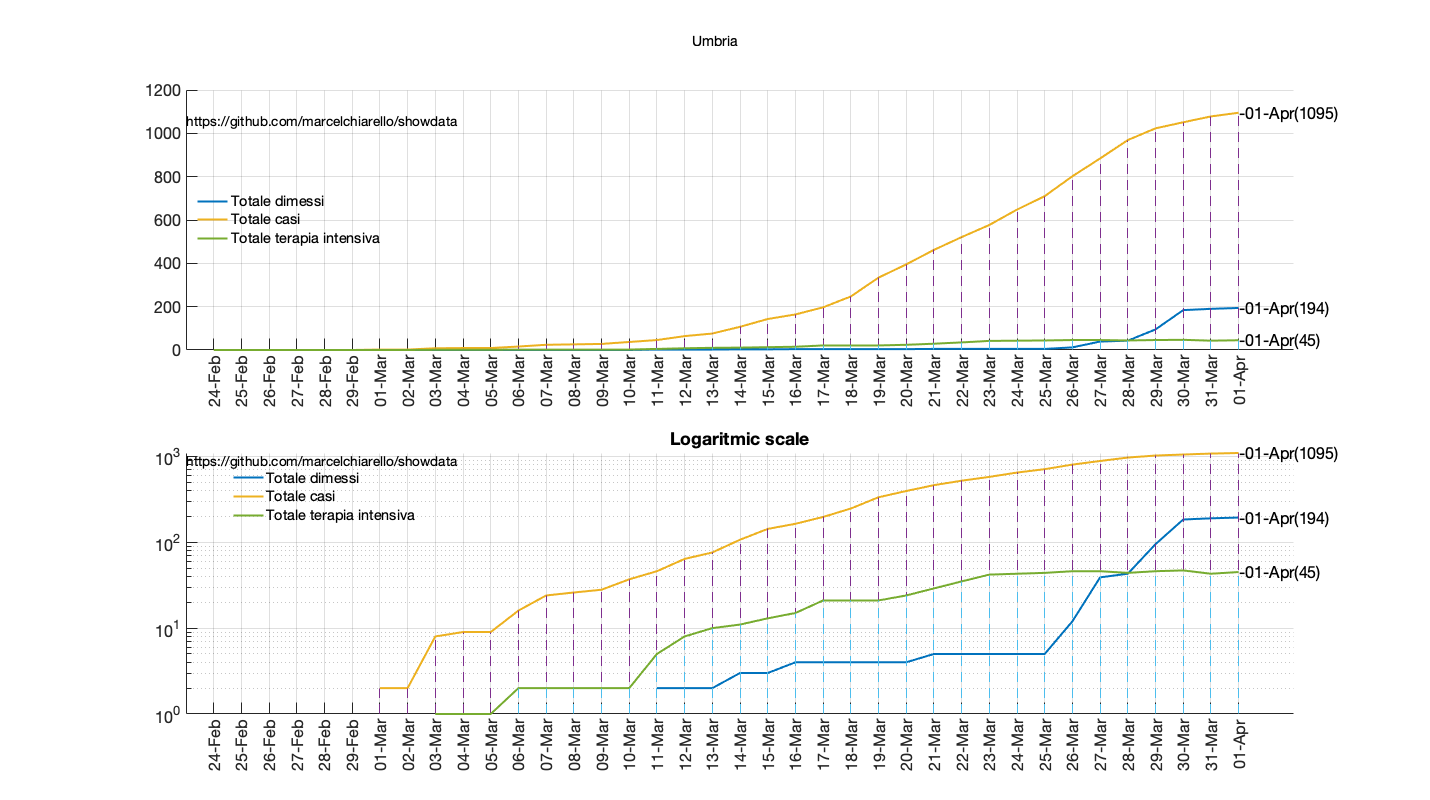 Umbria
1200
1000
800
600
400
200
0
https://github.com/marcelchiarello/showdata
Totale dimessi
Totale casi
Totale terapia intensiva
-01-Apr(1095)
-01-Apr(194)
-01-Apr(45)
24-Feb
25-Feb
26-Feb
27-Feb
28-Feb
29-Feb
01-Mar
02-Mar
03-Mar
04-Mar
05-Mar
06-Mar
07-Mar
08-Mar
09-Mar
10-Mar
11-Mar
12-Mar
13-Mar
14-Mar
15-Mar
16-Mar
17-Mar
18-Mar
19-Mar
20-Mar
21-Mar
22-Mar
23-Mar
24-Mar
25-Mar
26-Mar
27-Mar
28-Mar
29-Mar
30-Mar
31-Mar
01-Apr
Logaritmic scale
10^3
10^2
10^1
10^0
https://github.com/marcelchiarello/showdata
Totale dimessi
Totale casi
Totale terapia intensiva
-01-Apr(1095)
-01-Apr(194)
-01-Apr(45)
24-Feb
25-Feb
26-Feb
27-Feb
28-Feb
29-Feb
01-Mar
02-Mar
03-Mar
04-Mar
05-Mar
06-Mar
07-Mar
08-Mar
09-Mar
10-Mar
11-Mar
12-Mar
13-Mar
14-Mar
15-Mar
16-Mar
17-Mar
18-Mar
19-Mar
20-Mar
21-Mar
22-Mar
23-Mar
24-Mar
25-Mar
26-Mar
27-Mar
28-Mar
29-Mar
30-Mar
31-Mar
01-Apr